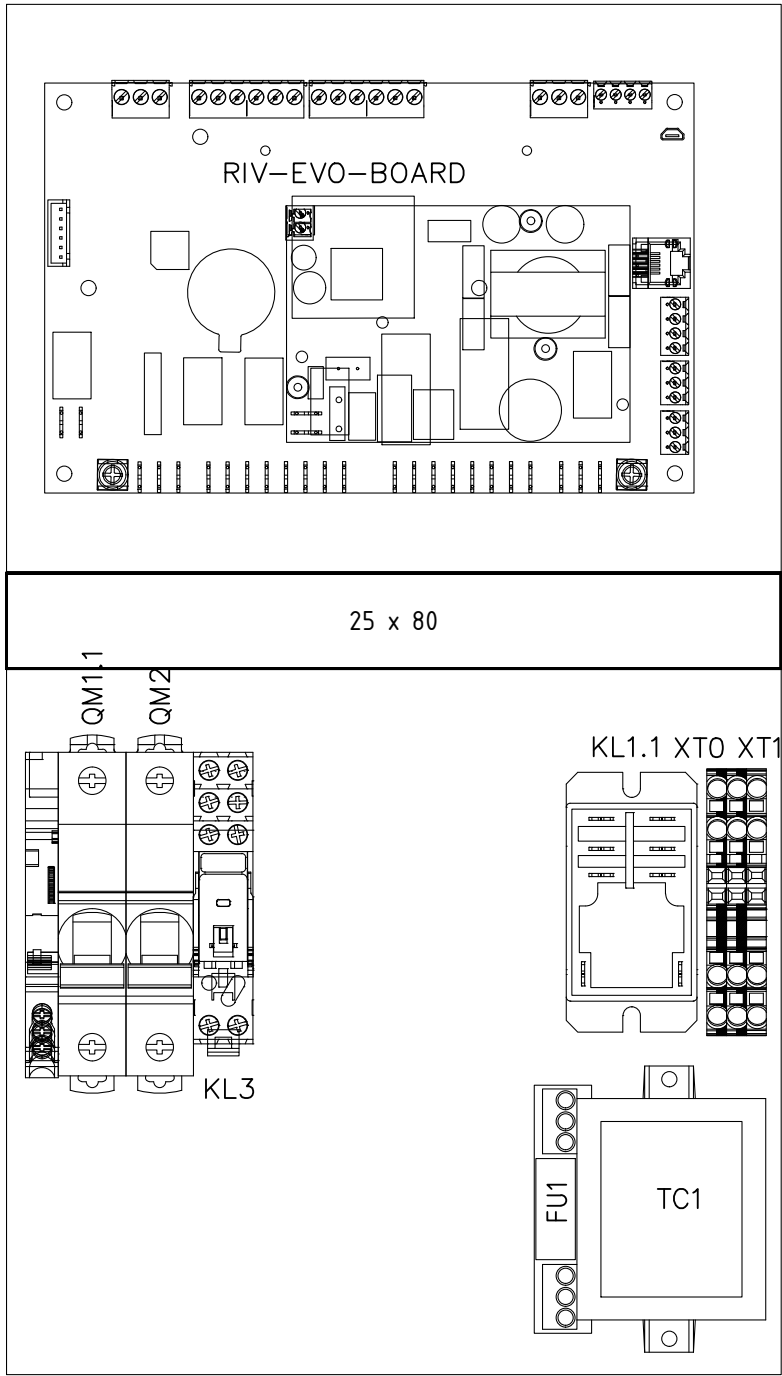 RIV-EVO-BOARD
25 x 80
QM1.1
QM2
KL1.1 XT0 XT1
KL3
FU1
TC1